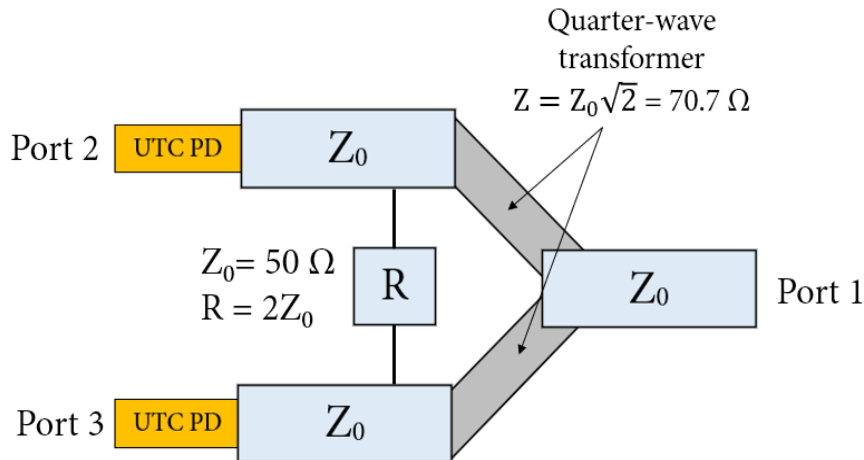 Quarter-wave
transformer
Z = Z₀√2 = 70.7 Ω
Port 2
UTC PD
Z₀
Z₀= 50 Ω
R = 2Z₀
R
Z₀
Port 1
Port 3
UTC PD
Z₀